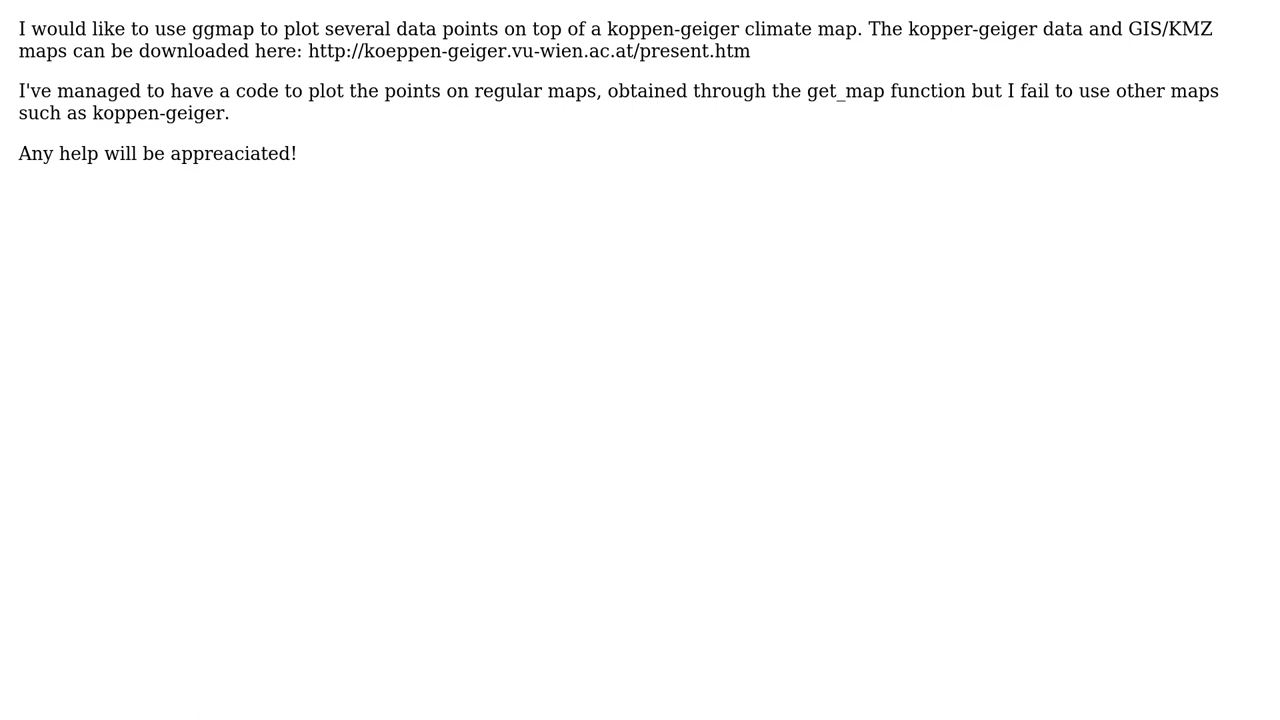 I would like to use ggmap to plot several data points on top of a koppen-geiger climate map. The kopper-geiger data and GIS/KMZ
maps can be downloaded here: http://koeppen-geiger.vu-wien.ac.at/present.htm
I've managed to have a code to plot the points on regular maps, obtained through the get_map function but I fail to use other maps
such as koppen-geiger.
Any help will be appreaciated!